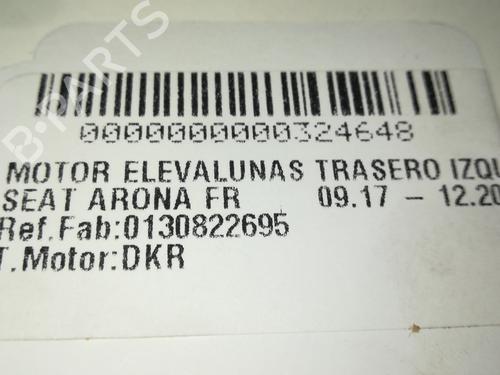 B-PARTS
0000000000324648
MOTOR ELEVALUNAS TRASERO IZQU
SEAT ARONA FR 09.17 - 12.20
Ref.Fab:0130822695
T.Motor:DKR